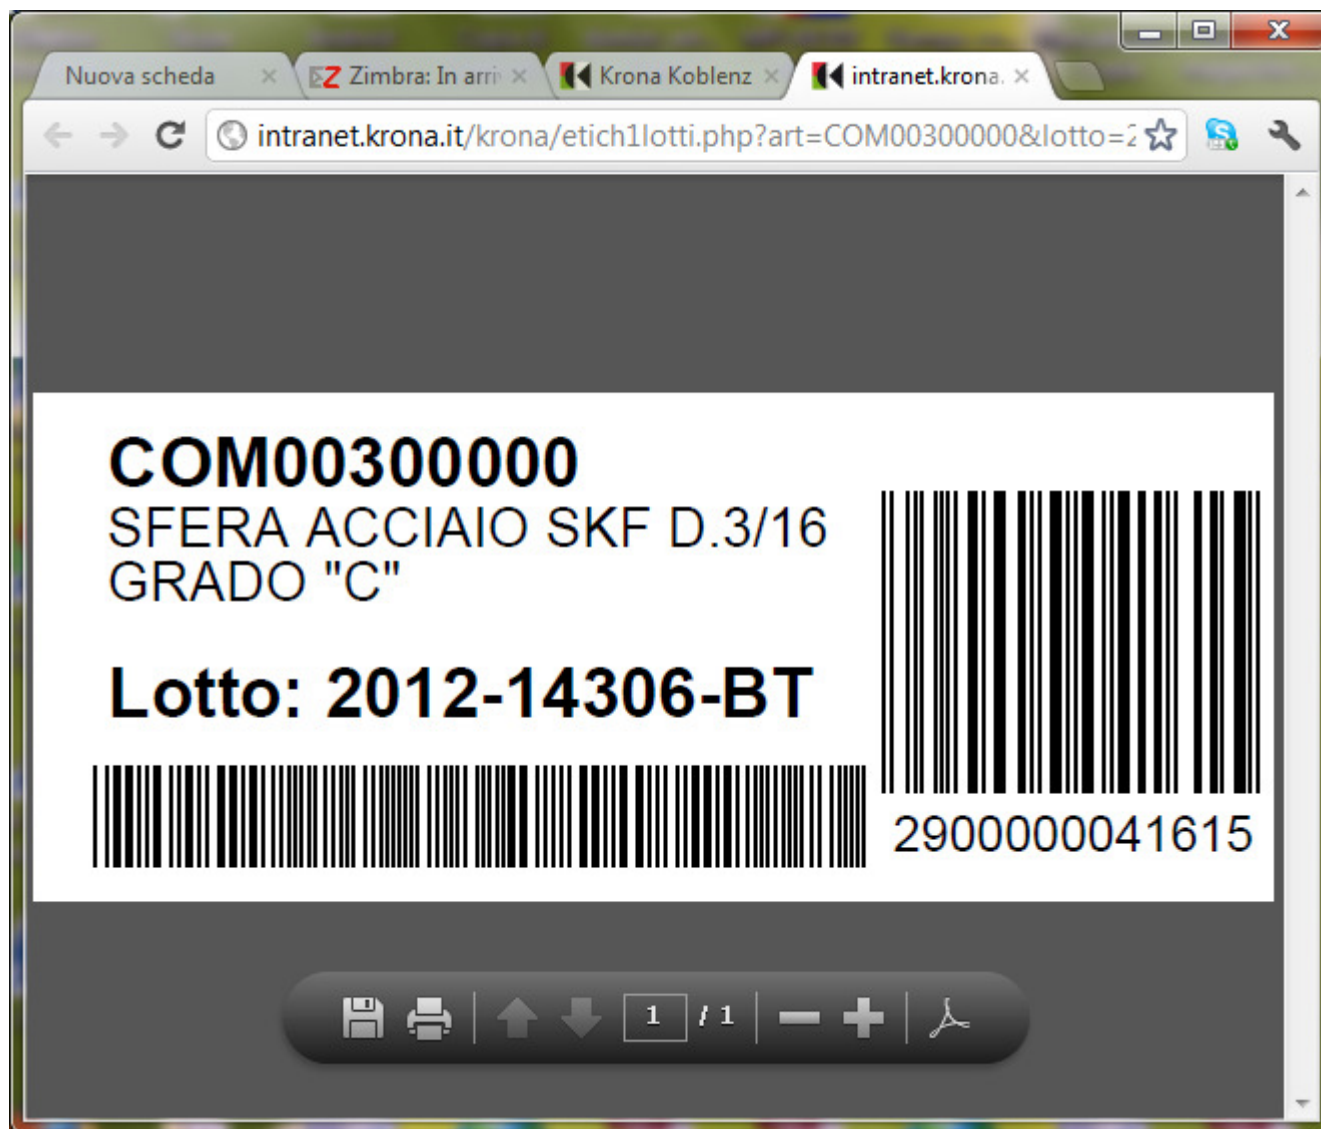 Nuova scheda
Zimbra: In arri
Krona Koblenz
intranet.krona.
intranet.krona.it/krona/etich1lotti.php?art=COM00300000&lotto=2
COM00300000
SFERA ACCIAIO SKF D.3/16
GRADO "C"
Lotto: 2012-14306-BT
2900000041615
1 / 1